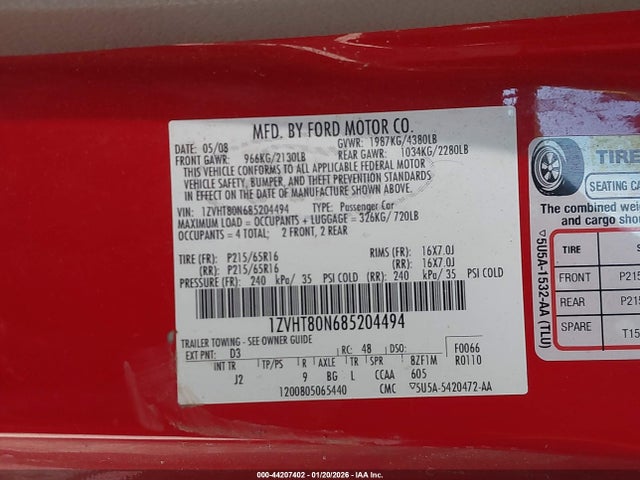 MFD. BY FORD MOTOR CO.
DATE: 05/08 GVWR: 1987KG/4380LB
FRONT GAWR: 966KG/2130LB REAR GAWR: 1034KG/2280LB
THIS VEHICLE CONFORMS TO ALL APPLICABLE FEDERAL MOTOR
VEHICLE SAFETY, BUMPER, AND THEFT PREVENTION STANDARDS
IN EFFECT ON THE DATE OF MANUFACTURE SHOWN ABOVE.
VIN: 1ZVHT80N685204494 TYPE: Passenger Car
MAXIMUM LOAD = OCCUPANTS + LUGGAGE = 326KG/720LB
OCCUPANTS = 4 TOTAL; 2 FRONT, 2 REAR
TIRE (FR): P215/65R16 RIMS (FR): 16X7.0J
(RR): P215/65R16 (RR): 16X7.0J
PRESSURE (FR): 240 kPa/ 35 PSI COLD (RR): 240 kPa/ 35 PSI COLD
1ZVHT80N685204494
TRAILER TOWING - SEE OWNER GUIDE
EXT PNT: D3 RC: 48 DSO: F0066
INT TR TP/PS R AXLE TR SPR 8ZF1M R0110
J2 9 BG L CCAA 605
1200805065440 CMC ▽5U5A-5420472-AA
TIRE
SEATING CA
The combined wei
and cargo shou
▽5U5A-1532-AA (TLU)
TIRE S
FRONT P215
REAR P215
SPARE T15
000-44207402 - 01/20/2026 - IAA Inc.